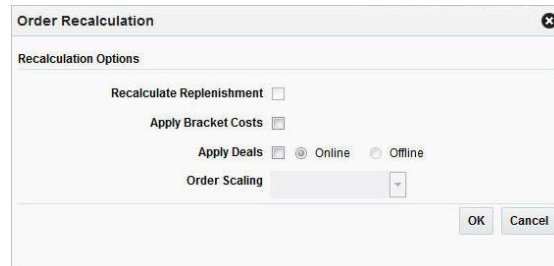 Order Recalculation
Recalculation Options
Recalculate Replenishment
Apply Bracket Costs
Apply Deals Online Offline
Order Scaling
OK Cancel